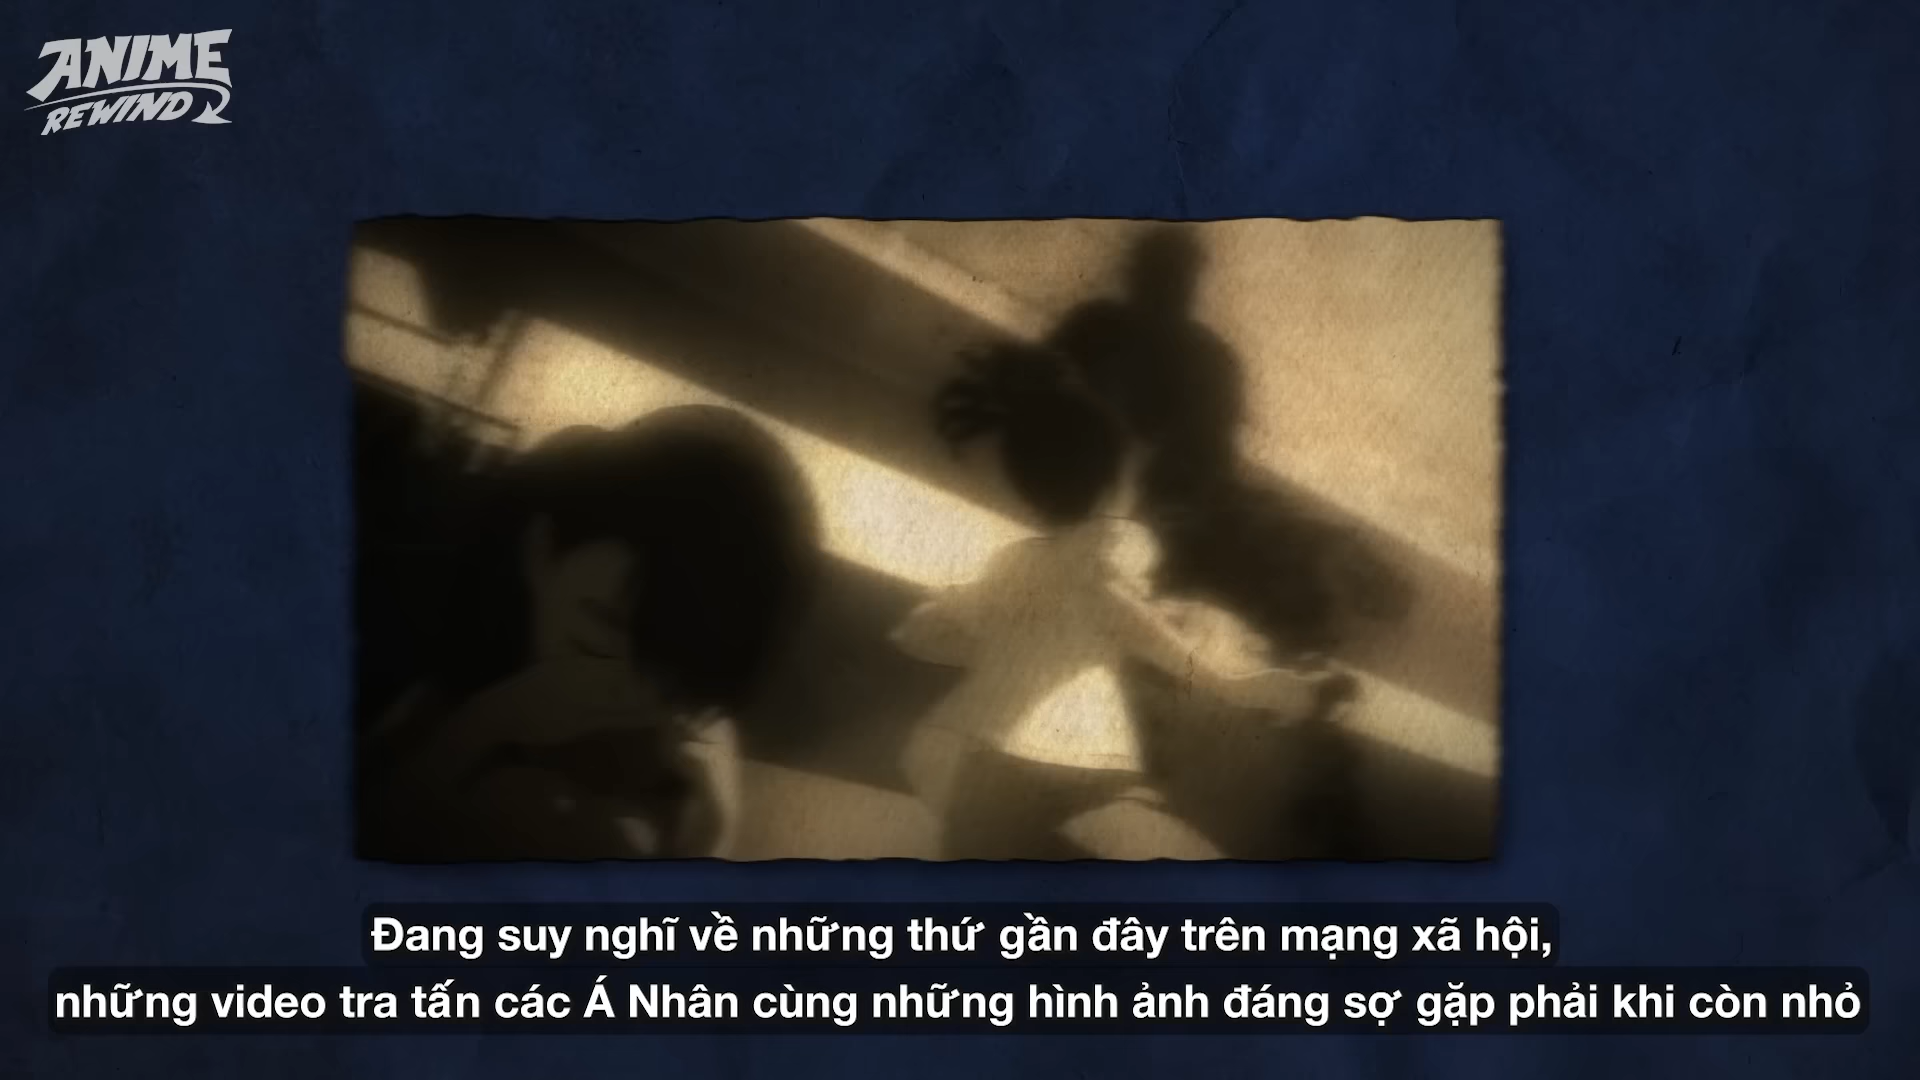 ANIME
REWIND
Đang suy nghĩ về những thứ gần đây trên mạng xã hội,
những video tra tấn các Á Nhân cùng những hình ảnh đáng sợ gặp phải khi còn nhỏ